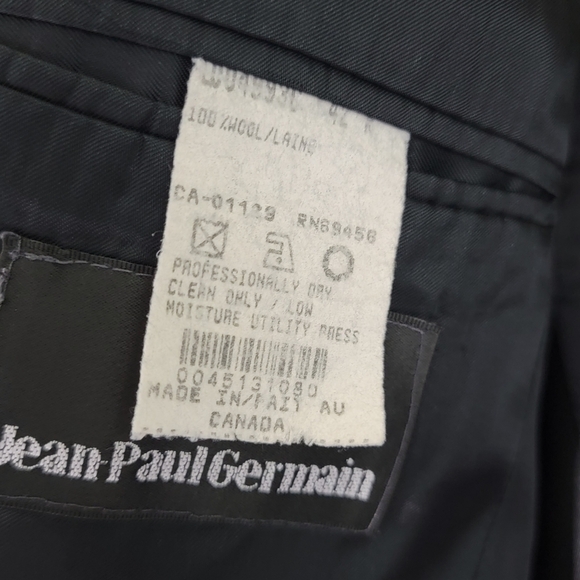 42 R
100%WOOL/LAINE
CA-01129 RN69456
PROFESSIONALLY DRY
CLEAN ONLY / LOW
MOISTURE UTILITY PRESS
0045131080
MADE IN/FAIT AU
CANADA
Jean-Paul Germain